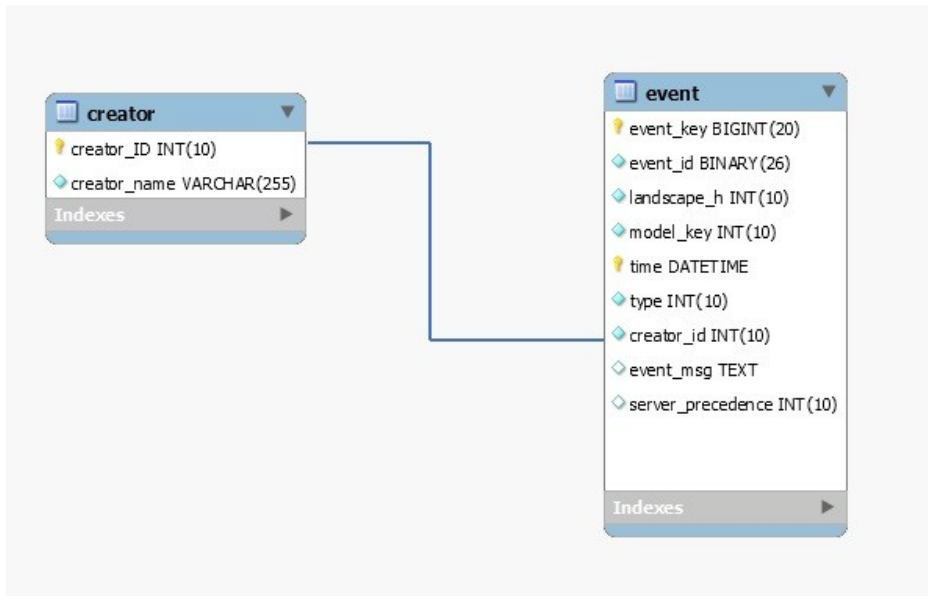 creator
creator_ID INT(10)
creator_name VARCHAR(255)
Indexes
event
event_key BIGINT(20)
event_id BINARY(26)
landscape_h INT(10)
model_key INT(10)
time DATETIME
type INT(10)
creator_id INT(10)
event_msg TEXT
server_precedence INT(10)
Indexes